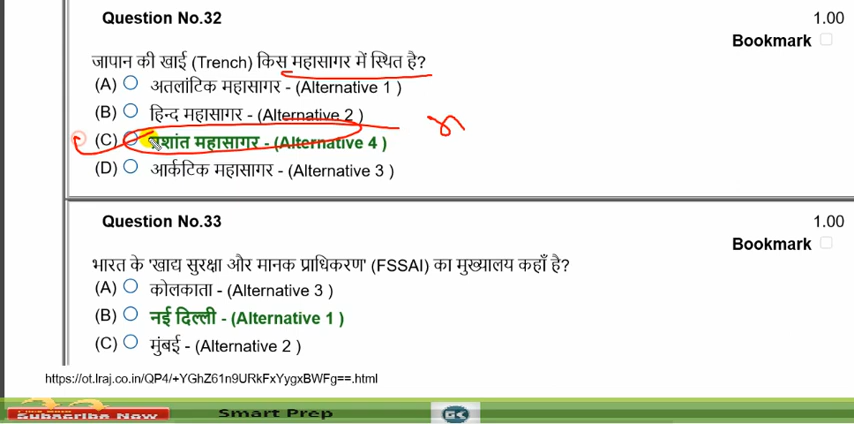 Question No.32
1.00
Bookmark
जापान की खाई (Trench) किस महासागर में स्थित है?
(A) अतलांटिक महासागर - (Alternative 1 )
(B) हिन्द महासागर - (Alternative 2 )
(C) प्रशांत महासागर - (Alternative 4 )
(D) आर्कटिक महासागर - (Alternative 3 )
Question No.33
1.00
Bookmark
भारत के 'खाद्य सुरक्षा और मानक प्राधिकरण' (FSSAI) का मुख्यालय कहाँ है?
(A) कोलकाता - (Alternative 3 )
(B) नई दिल्ली - (Alternative 1 )
(C) मुंबई - (Alternative 2 )
https://ot.lraj.co.in/QP4/+YGhZ61n9URkFxYygxBWFg==.html
Subscribe Now
Smart Prep
GK